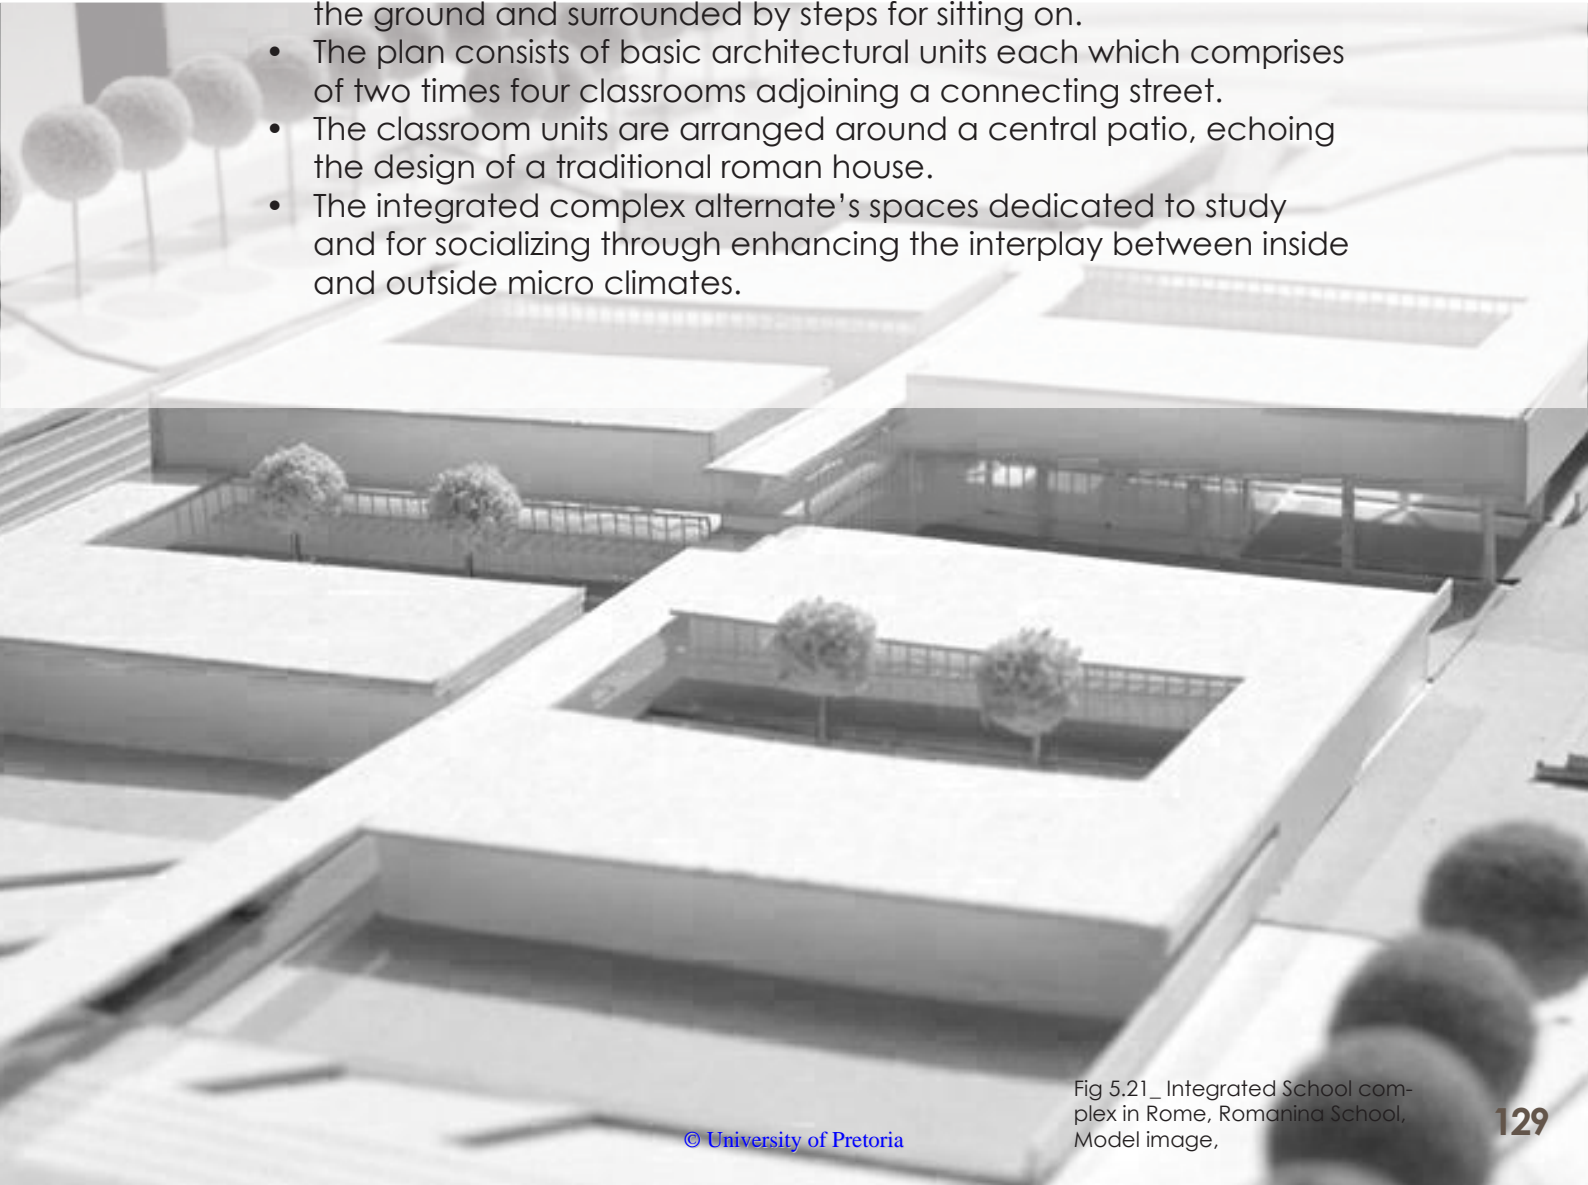 the ground and surrounded by steps for sitting on.
• The plan consists of basic architectural units each which comprises
of two times four classrooms adjoining a connecting street.
• The classroom units are arranged around a central patio, echoing
the design of a traditional roman house.
• The integrated complex alternate’s spaces dedicated to study
and for socializing through enhancing the interplay between inside
and outside micro climates.
Fig 5.21_ Integrated School com-
plex in Rome, Romanina School,
Model image,
129
© University of Pretoria